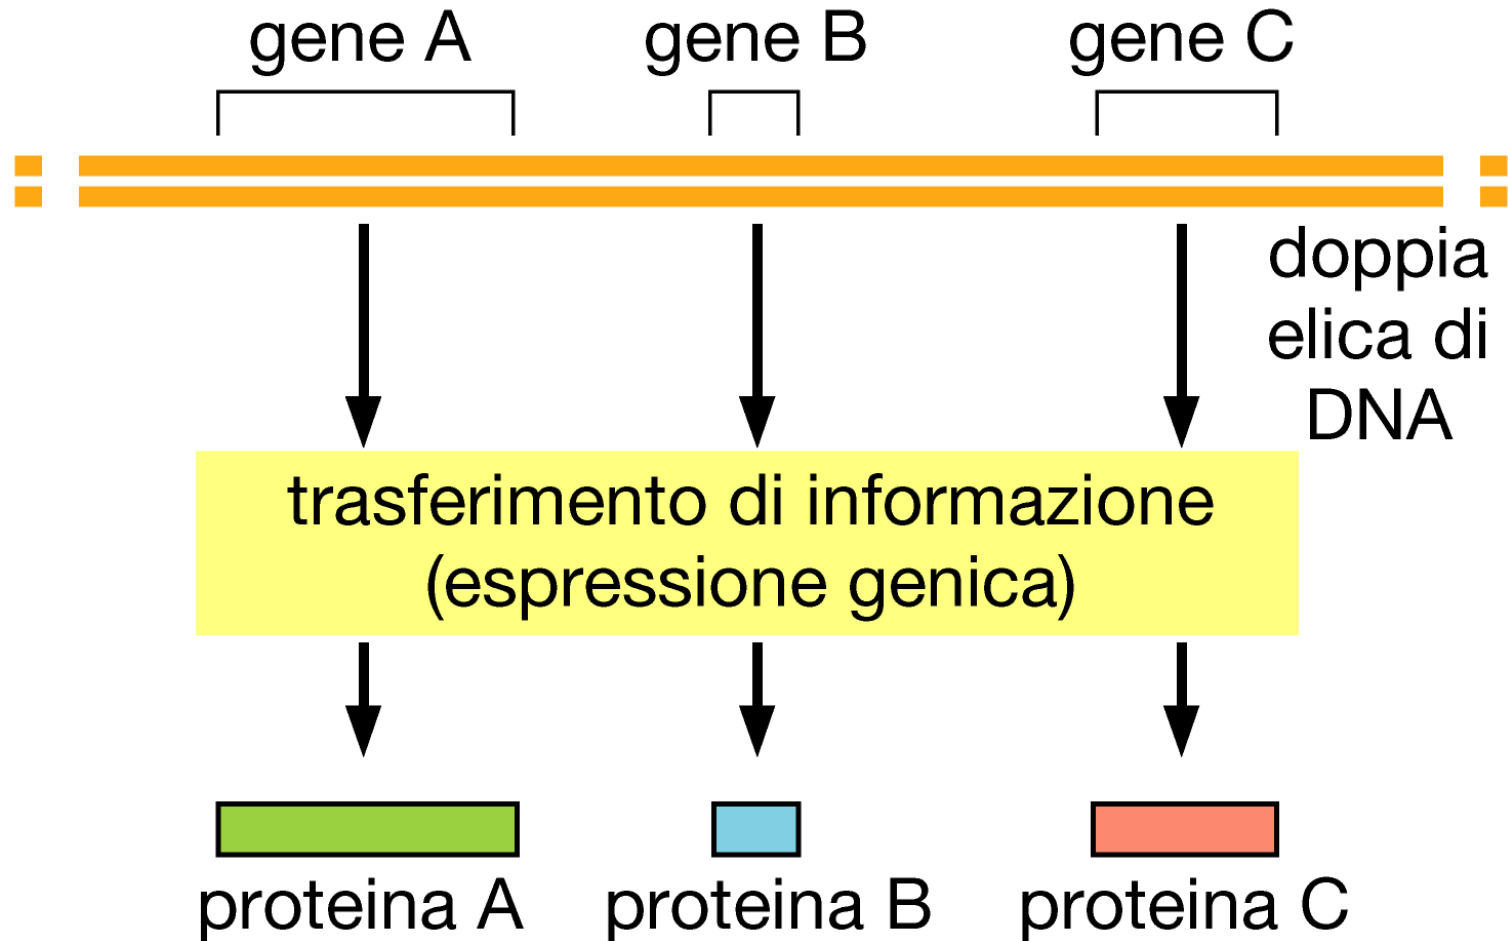 gene A
gene B
gene C
doppia
elica di
DNA
trasferimento di informazione
(espressione genica)
proteina A
proteina B
proteina C